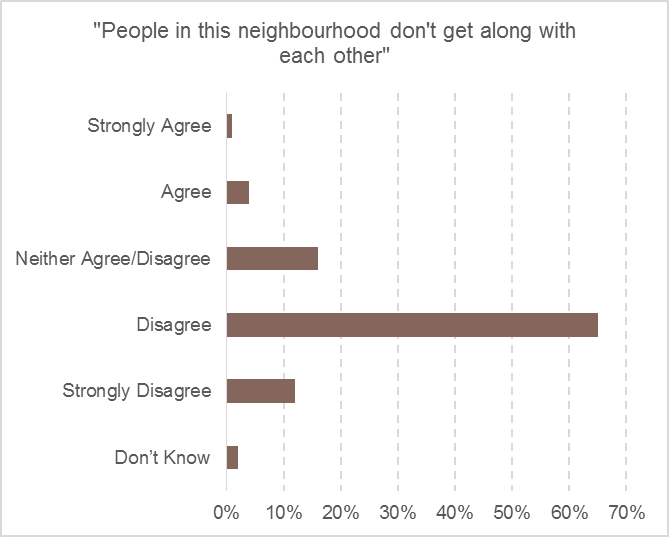 "People in this neighbourhood don't get along with
each other"
Strongly Agree
Agree
Neither Agree/Disagree
Disagree
Strongly Disagree
Don’t Know
0% 10% 20% 30% 40% 50% 60% 70%